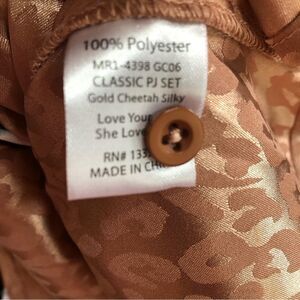 100% Polyester
MR1-4398 GC06
CLASSIC PJ SET
Gold Cheetah Silky
Love Your
She Love
RN# 133
MADE IN CH